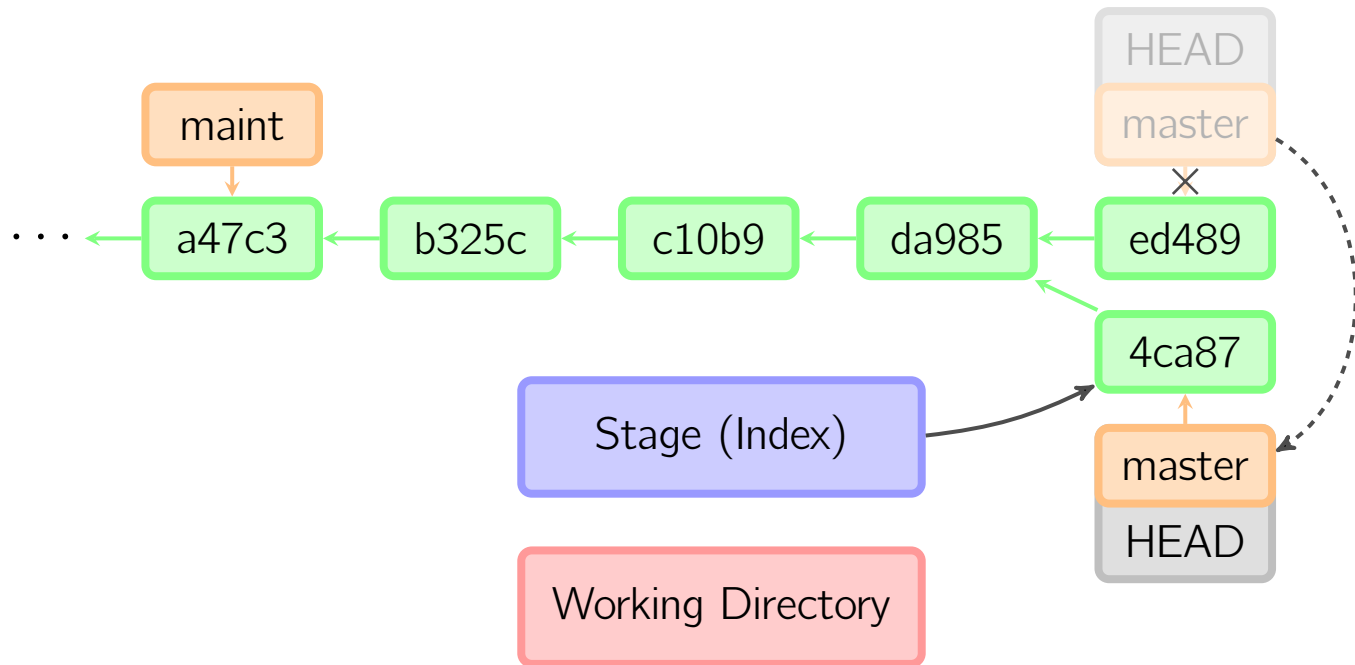 HEAD
master
maint
... a47c3 b325c c10b9 da985 ed489
4ca87
Stage (Index)
master
HEAD
Working Directory